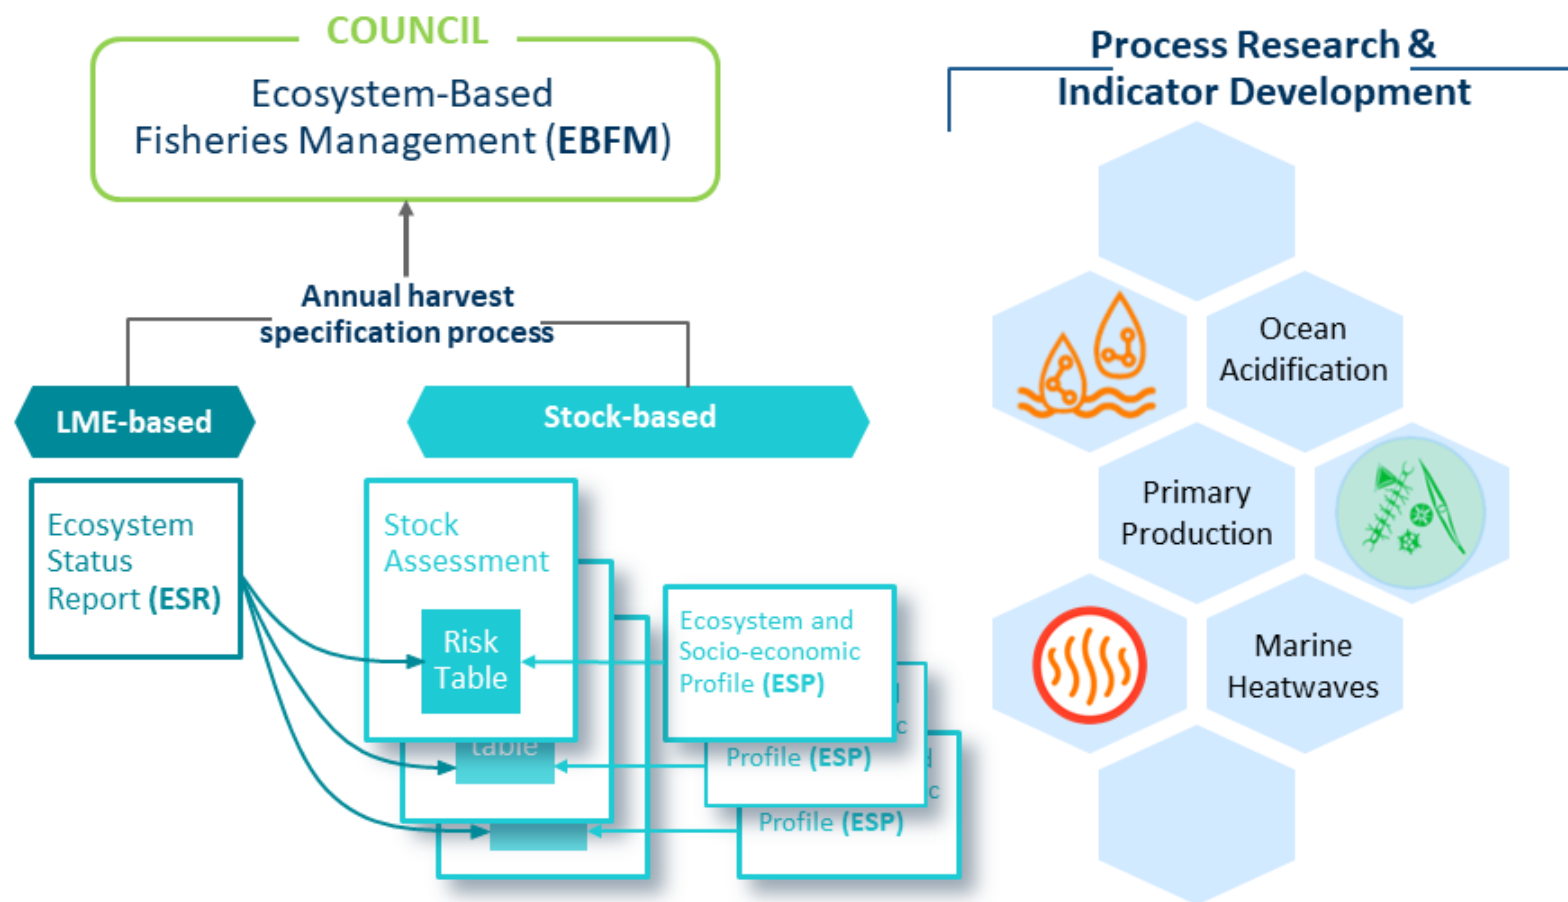 COUNCIL
Ecosystem-Based
Fisheries Management (EBFM)
Annual harvest
specification process
LME-based
Stock-based
Ecosystem
Status
Report (ESR)
Stock
Assessment
Risk
Table
table
Ecosystem and
Socio-economic
Profile (ESP)
Profile (ESP)
Profile (ESP)
Process Research &
Indicator Development
Ocean
Acidification
Primary
Production
Marine
Heatwaves